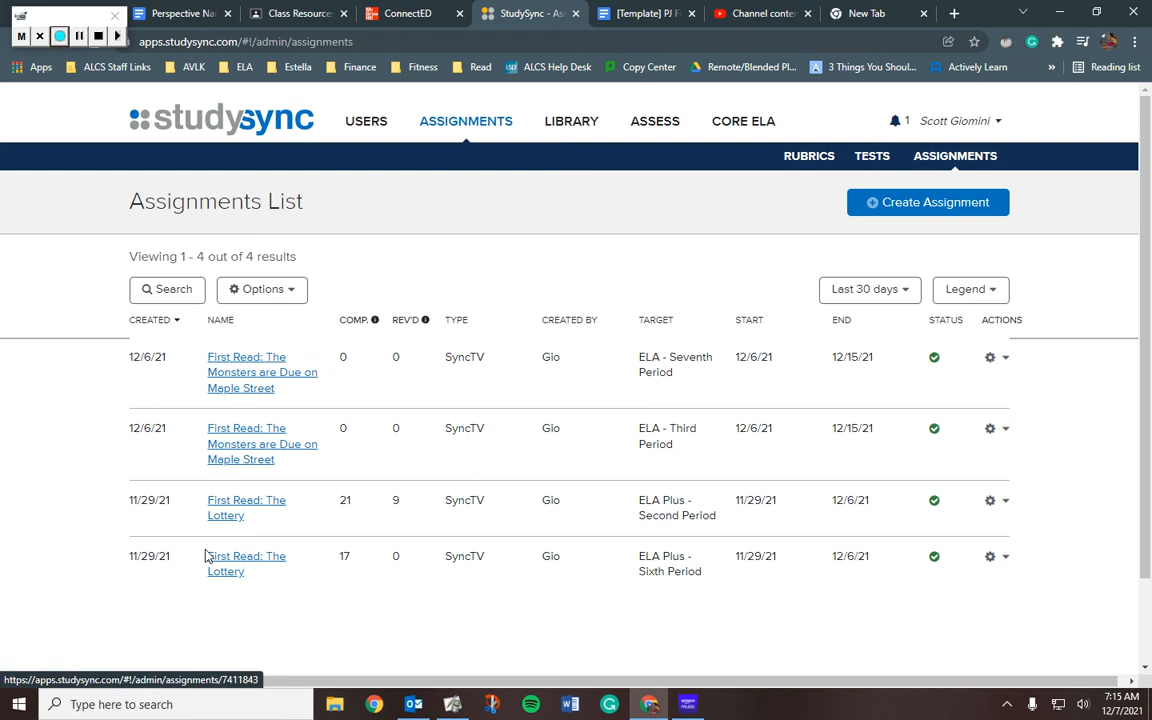 Perspective Na
Class Resource
ConnectED
StudySync - As
[Template] PJ F
Channel conter
New Tab
M
apps.studysync.com/#!/admin/assignments
Apps ALCS Staff Links AVLK ELA Estella Finance Fitness Read ALCS Help Desk Copy Center Remote/Blended Pl... 3 Things You Shoul... Actively Learn » Reading list
studysync USERS ASSIGNMENTS LIBRARY ASSESS CORE ELA 1 Scott Giomini
RUBRICS TESTS ASSIGNMENTS
Assignments List
Create Assignment
Viewing 1 - 4 out of 4 results
Search Options Last 30 days Legend
CREATED NAME COMP. REV'D TYPE CREATED BY TARGET START END STATUS ACTIONS
12/6/21 First Read: The 0 0 SyncTV Gio ELA - Seventh 12/6/21 12/15/21
Monsters are Due on Period
Maple Street
12/6/21 First Read: The 0 0 SyncTV Gio ELA - Third 12/6/21 12/15/21
Monsters are Due on Period
Maple Street
11/29/21 First Read: The 21 9 SyncTV Gio ELA Plus - 11/29/21 12/6/21
Lottery Second Period
11/29/21 First Read: The 17 0 SyncTV Gio ELA Plus - 11/29/21 12/6/21
Lottery Sixth Period
https://apps.studysync.com/#!/admin/assignments/7411843
Type here to search
7:15 AM
12/7/2021